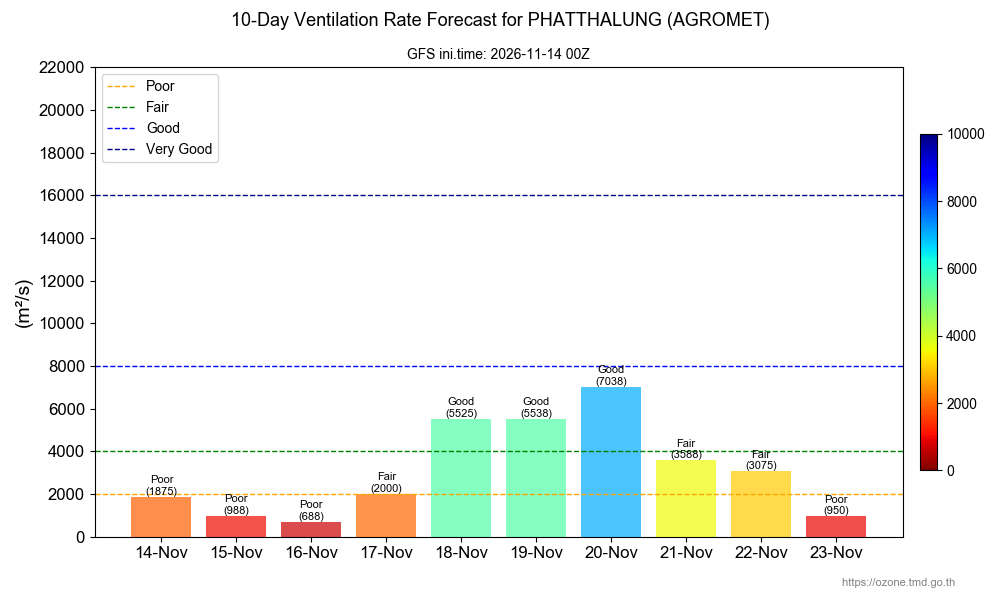 10-Day Ventilation Rate Forecast for PHATTHALUNG (AGROMET)
GFS ini.time: 2026-11-14 00Z
(m²/s)
22000
20000
18000
16000
14000
12000
10000
8000
6000
4000
2000
0
Poor
Fair
Good
Very Good
Poor
(1875)
Poor
(988)
Poor
(688)
Fair
(2000)
Good
(5525)
Good
(5538)
Good
(7038)
Fair
(3588)
Fair
(3075)
Poor
(950)
14-Nov 15-Nov 16-Nov 17-Nov 18-Nov 19-Nov 20-Nov 21-Nov 22-Nov 23-Nov
10000
8000
6000
4000
2000
0
https://ozone.tmd.go.th